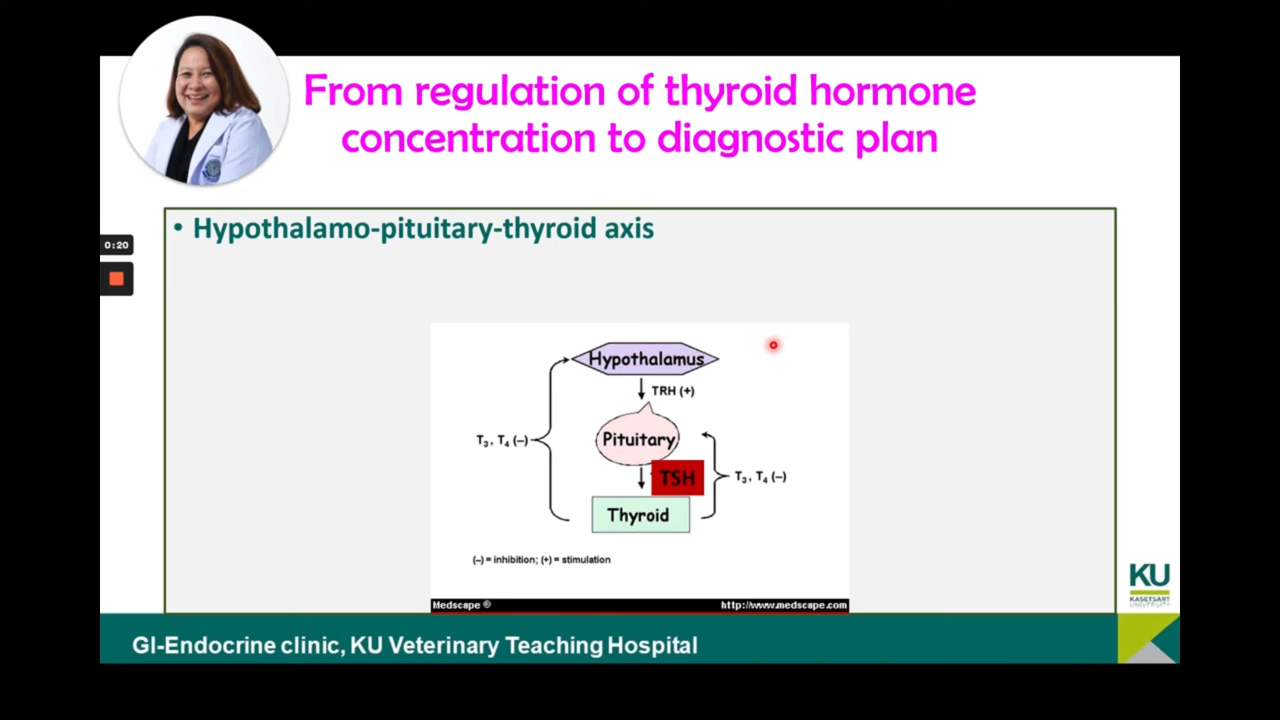 From regulation of thyroid hormone
concentration to diagnostic plan
• Hypothalamo-pituitary-thyroid axis
0:20
Hypothalamus
TRH (+)
T₃, T₄ (–)
Pituitary
TSH
T₃, T₄ (–)
Thyroid
(–) = inhibition; (+) = stimulation
Medscape ®
http://www.medscape.com
KU
KASETSART
UNIVERSITY
GI-Endocrine clinic, KU Veterinary Teaching Hospital